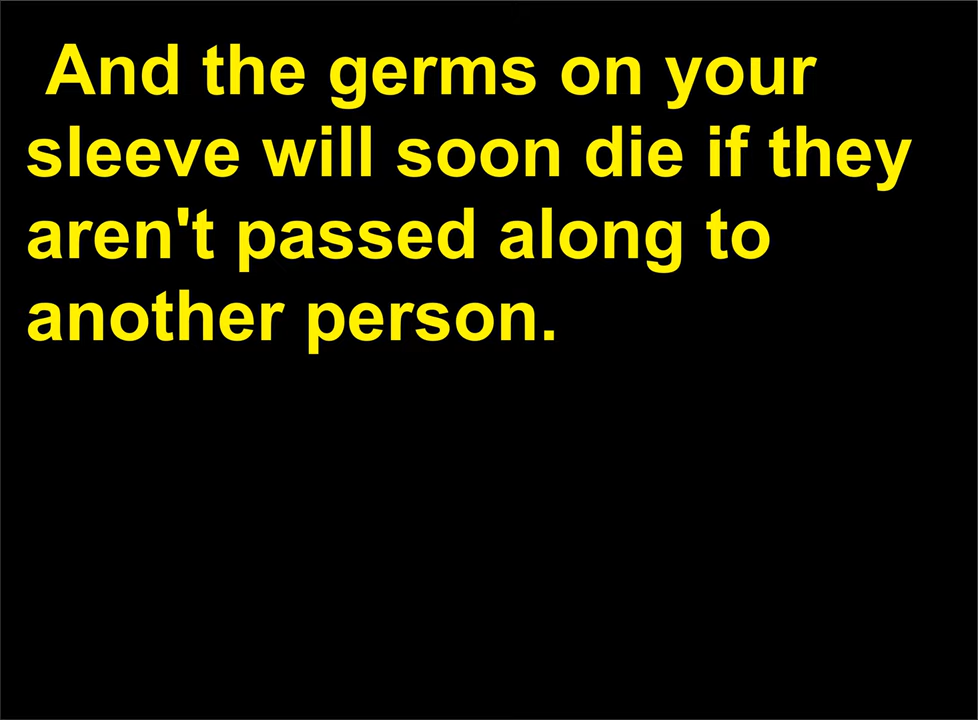 And the germs on your
sleeve will soon die if they
aren't passed along to
another person.